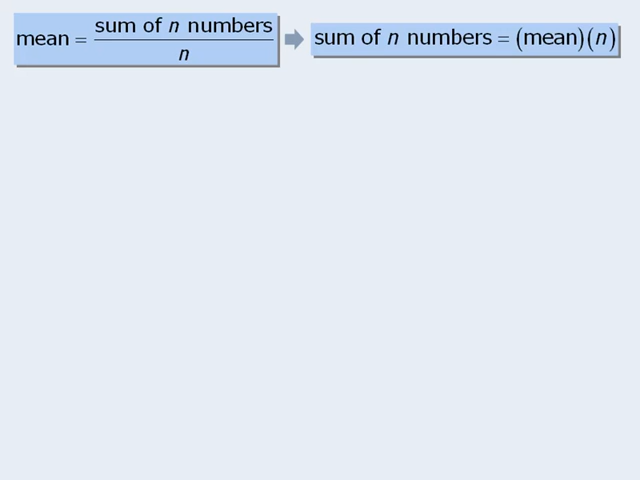 mean = sum of n numbers / n
sum of n numbers = (mean)(n)